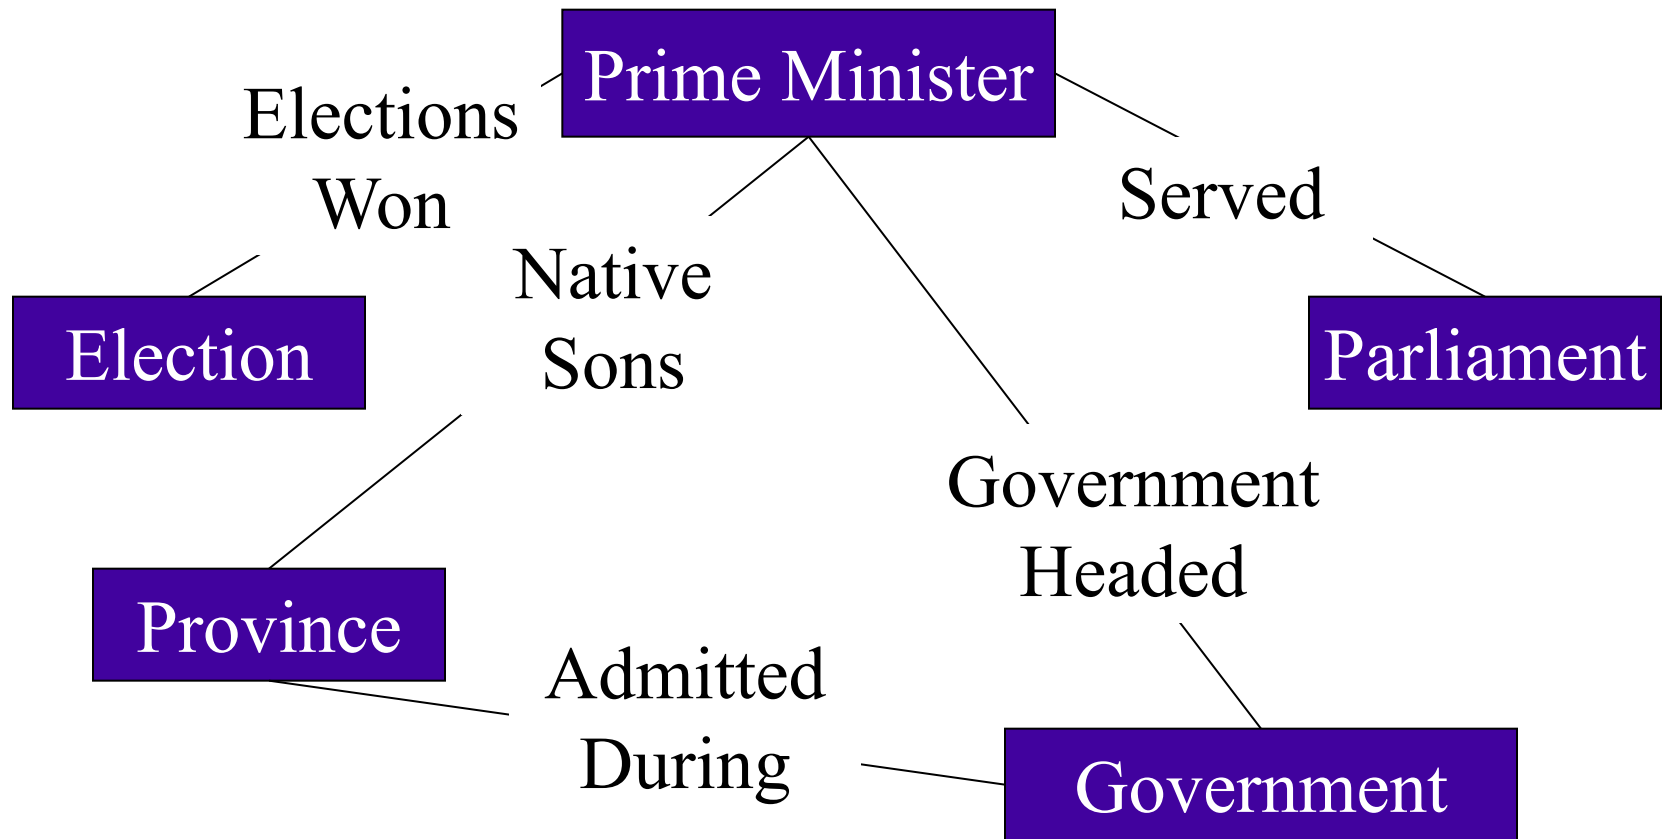 Prime Minister
Elections
Won
Served
Native
Sons
Election
Parliament
Government
Headed
Province
Admitted
During
Government